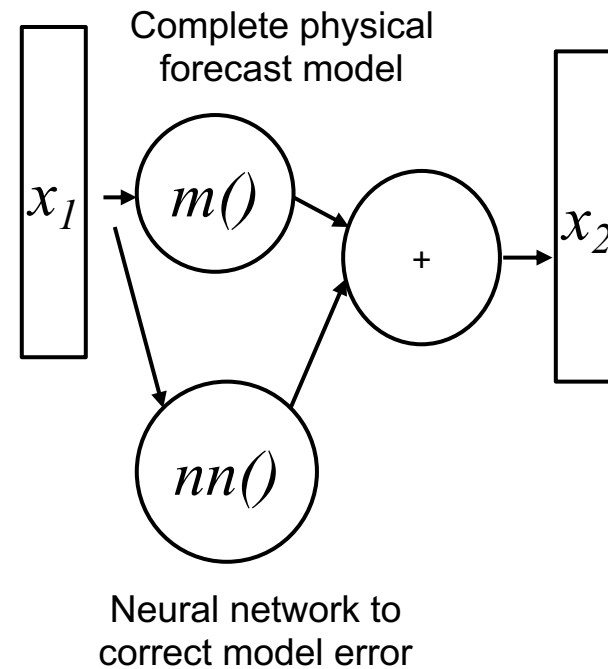 Complete physical
forecast model
x1
m()
+
x2
nn()
Neural network to
correct model error